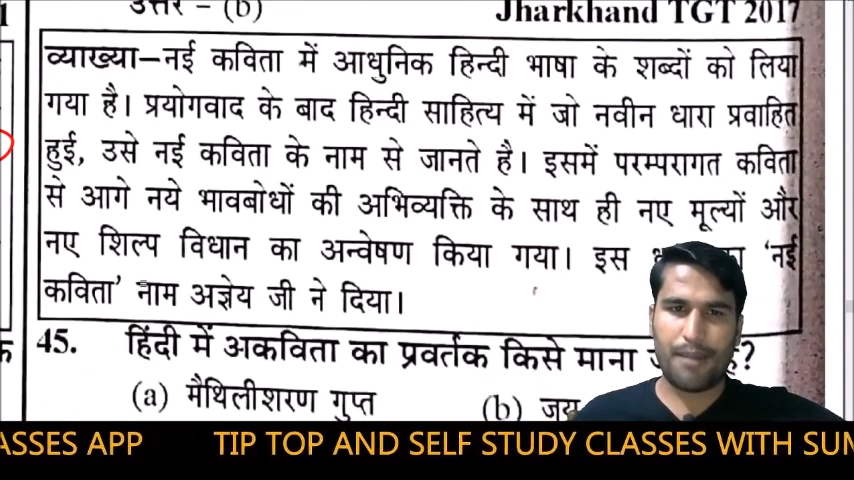 उत्तर – (b)
Jharkhand TGT 2017
व्याख्या–नई कविता में आधुनिक हिन्दी भाषा के शब्दों को लिया
गया है। प्रयोगवाद के बाद हिन्दी साहित्य में जो नवीन धारा प्रवाहित
हुई, उसे नई कविता के नाम से जानते है। इसमें परम्परागत कविता
से आगे नये भावबोधों की अभिव्यक्ति के साथ ही नए मूल्यों और
नए शिल्प विधान का अन्वेषण किया गया। इस 'नई
कविता' नाम अज्ञेय जी ने दिया।
45. हिंदी में अकविता का प्रवर्तक किसे माना
(a) मैथिलीशरण गुप्त (b) जय
ASSES APP TIP TOP AND SELF STUDY CLASSES WITH SUM